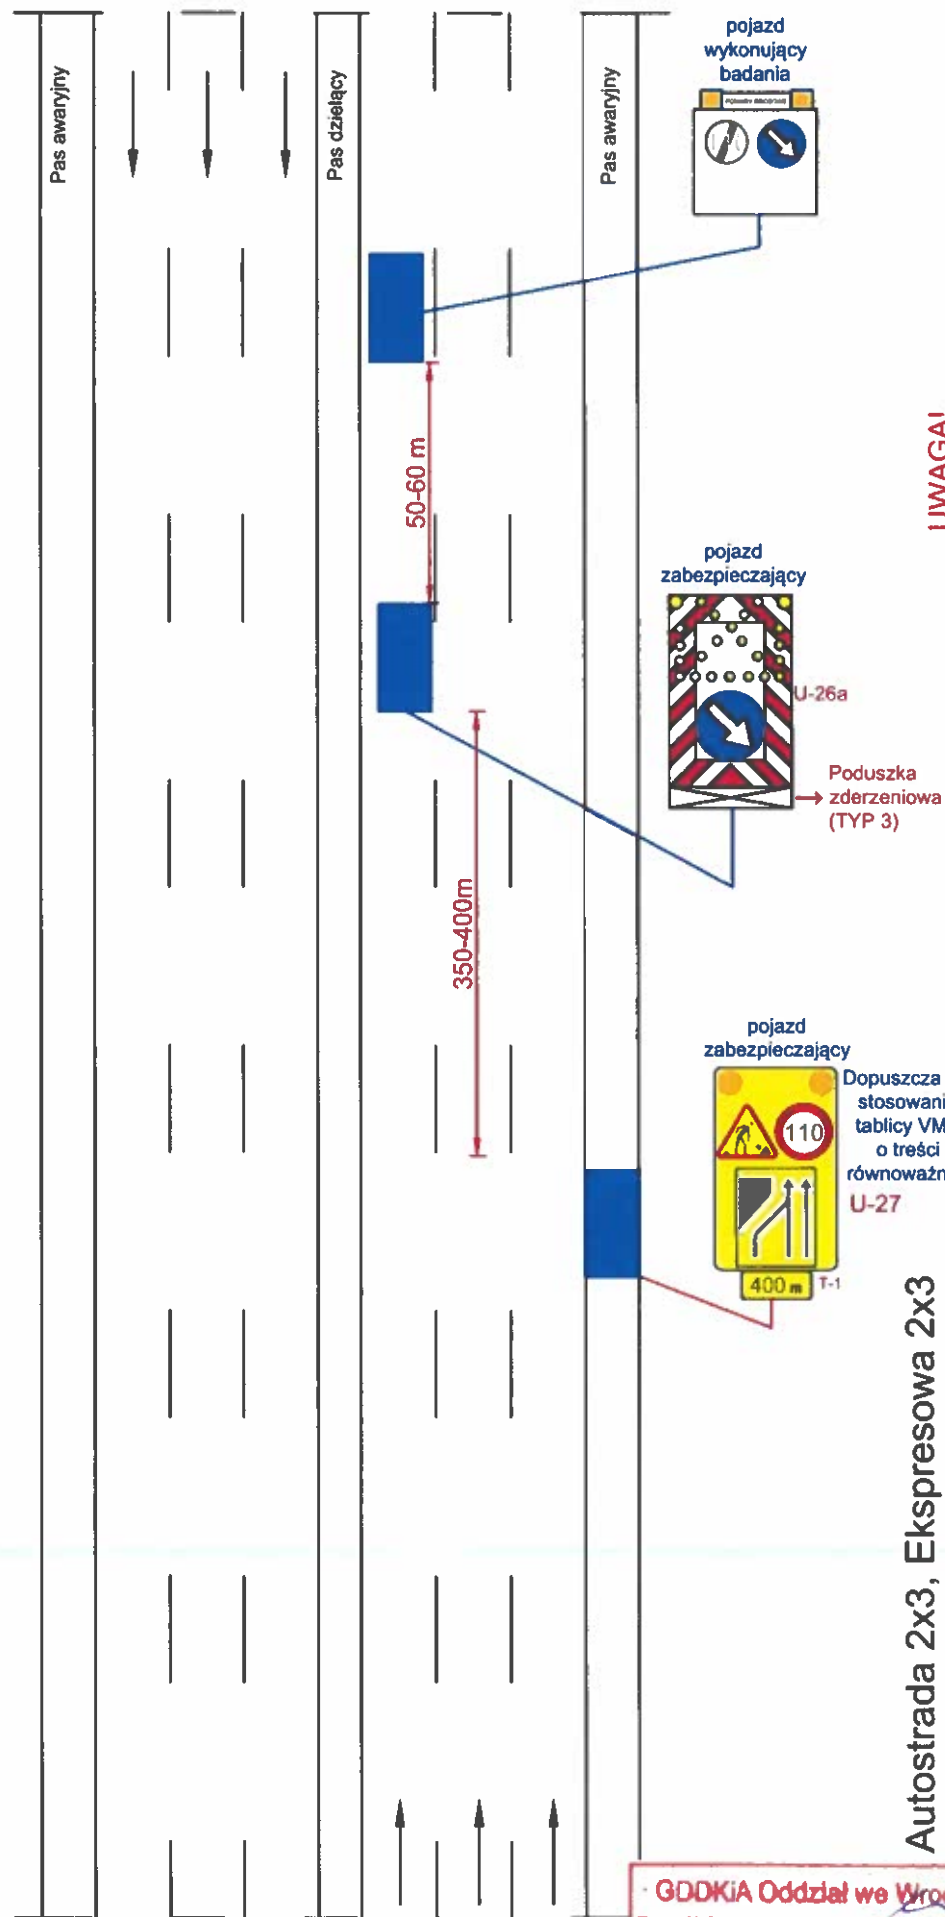 Pas awaryjny
Pas dzielący
Pas awaryjny
pojazd
wykonujący
badania
50-60 m
UWAGA!
pojazd
zabezpieczający
U-26a
Poduszka
zderzeniowa
(TYP 3)
350-400m
pojazd
zabezpieczający
110
Dopuszcza
stosowani
tablicy VM
o treści
równoważn
U-27
400 m
T-1
Autostrada 2x3, Ekspresowa 2x3
GDDKiA Oddział we Wro